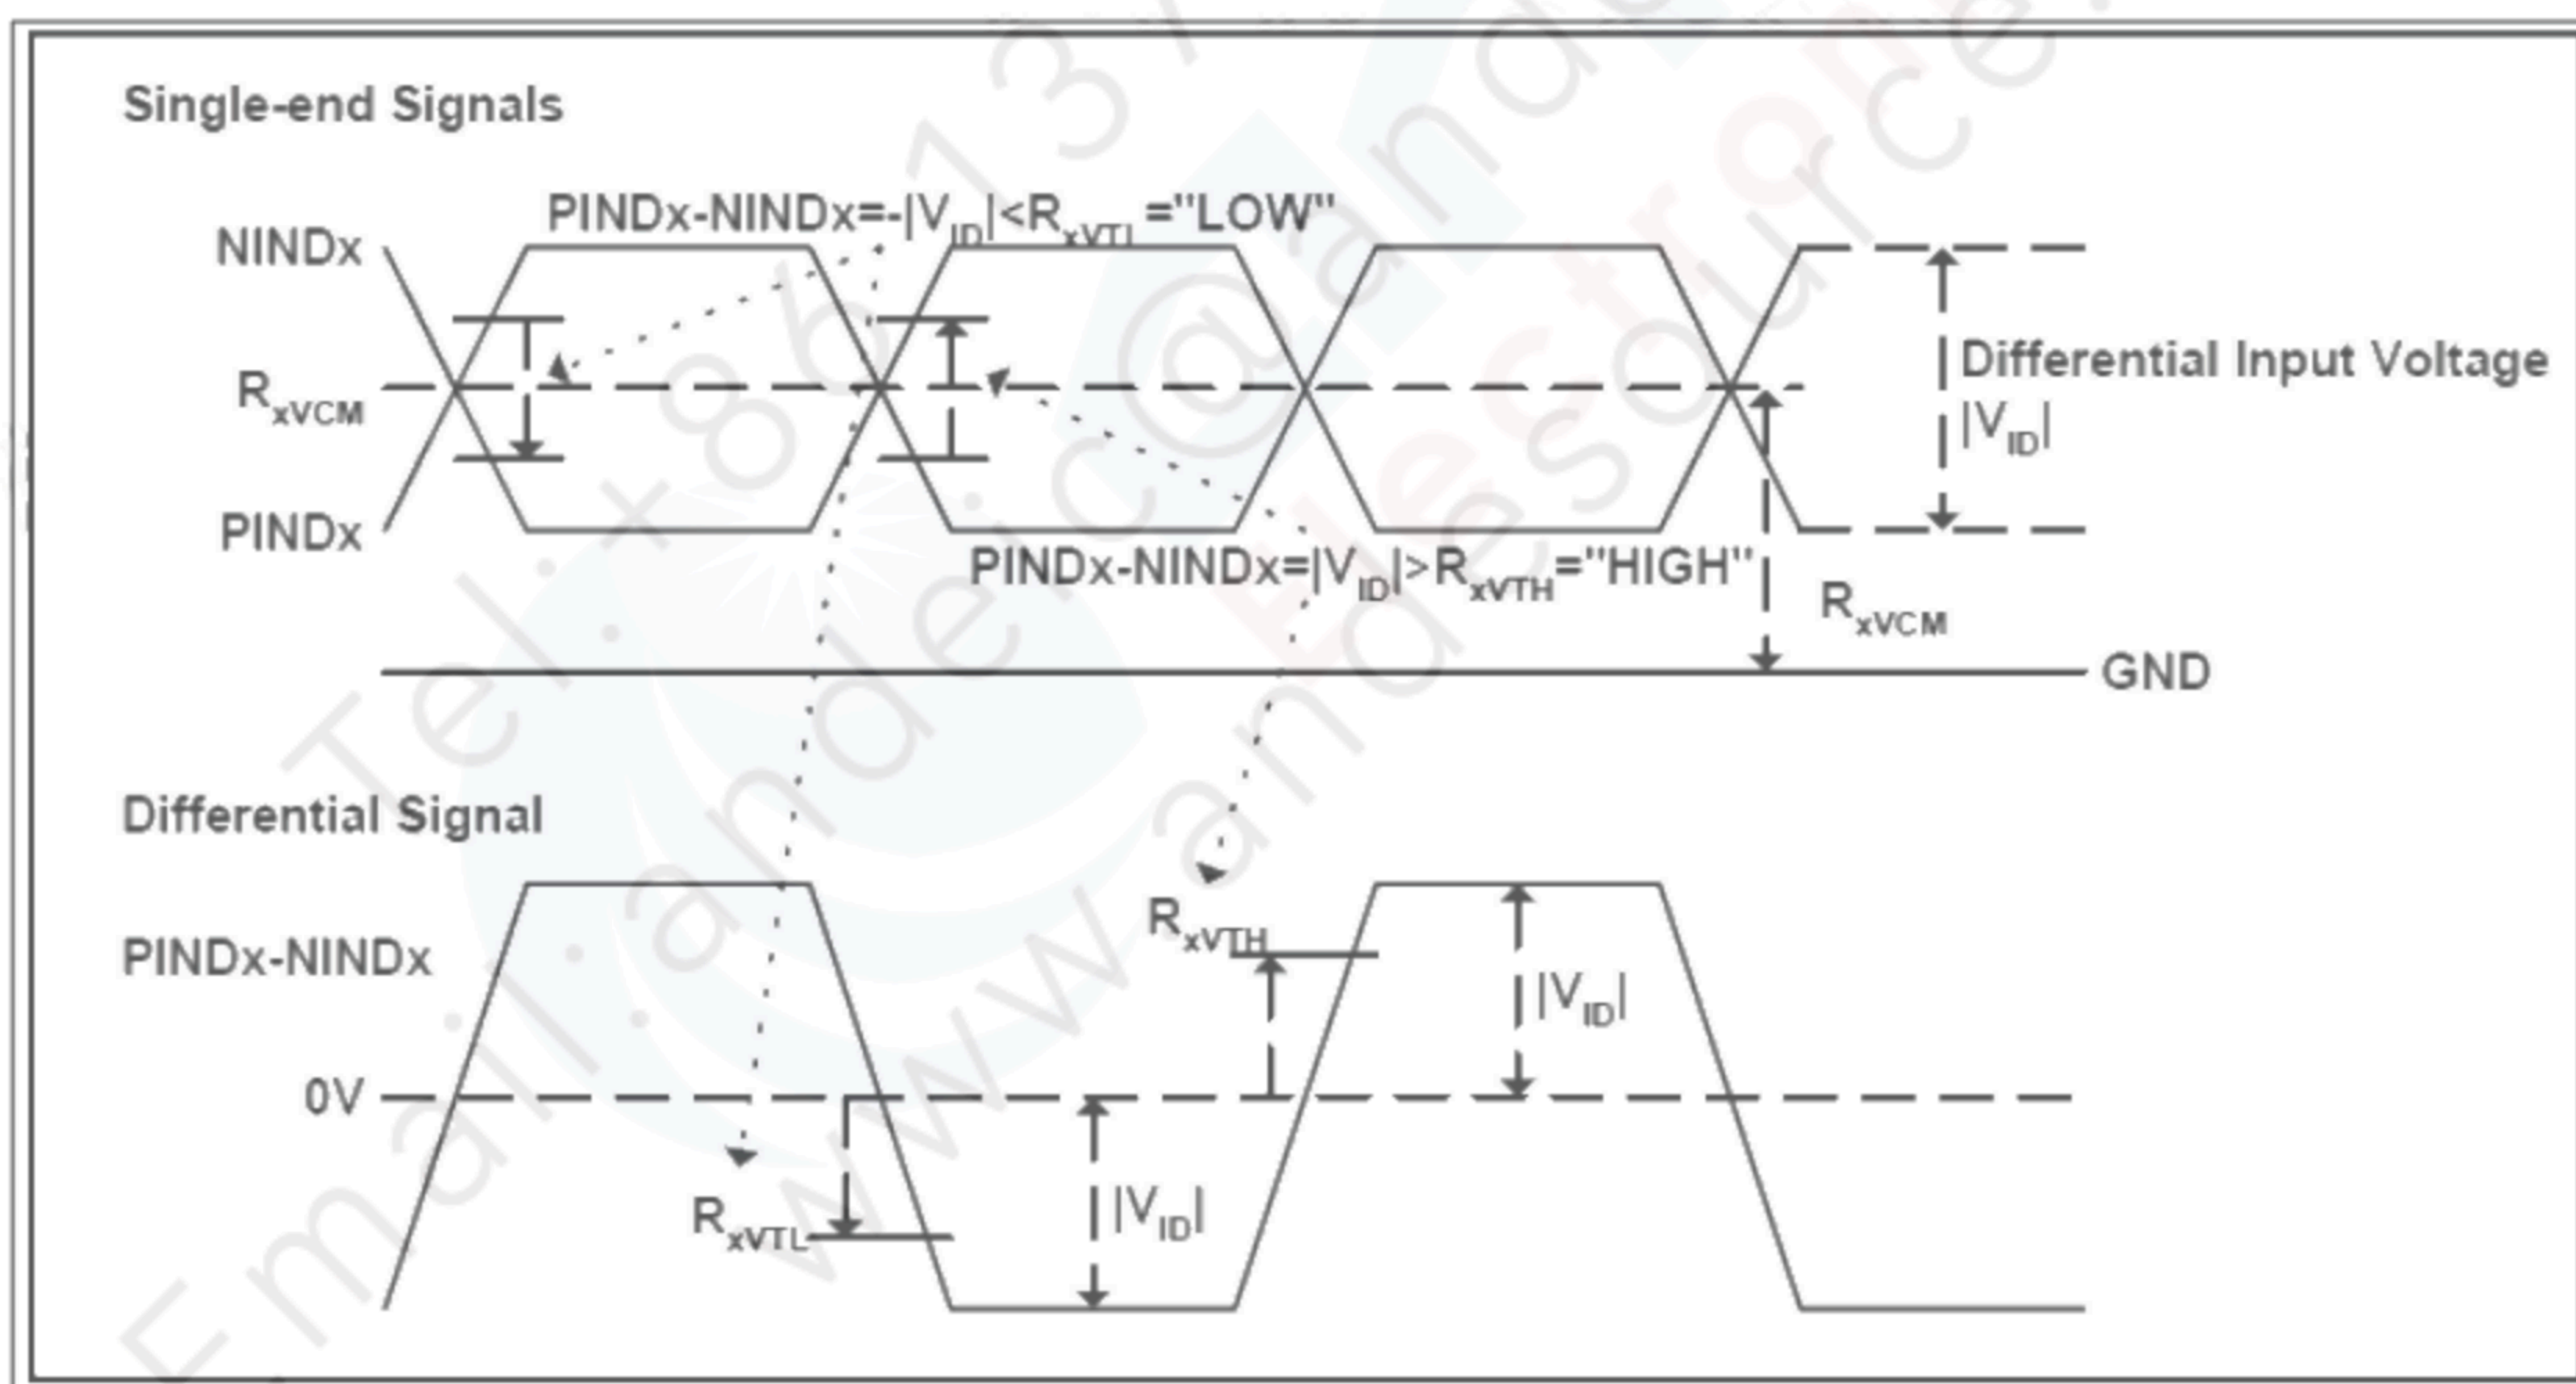 Single-end Signals
PINDx-NINDx=-|VID|<RxVTL="LOW"
NINDx
RxVCM
Differential Input Voltage
|VID|
PINDx
PINDx-NINDx=|VID|>RxVTH="HIGH"
RxVCM
GND
Differential Signal
RxVTH
PINDx-NINDx
|VID|
0V
RxVTL
|VID|